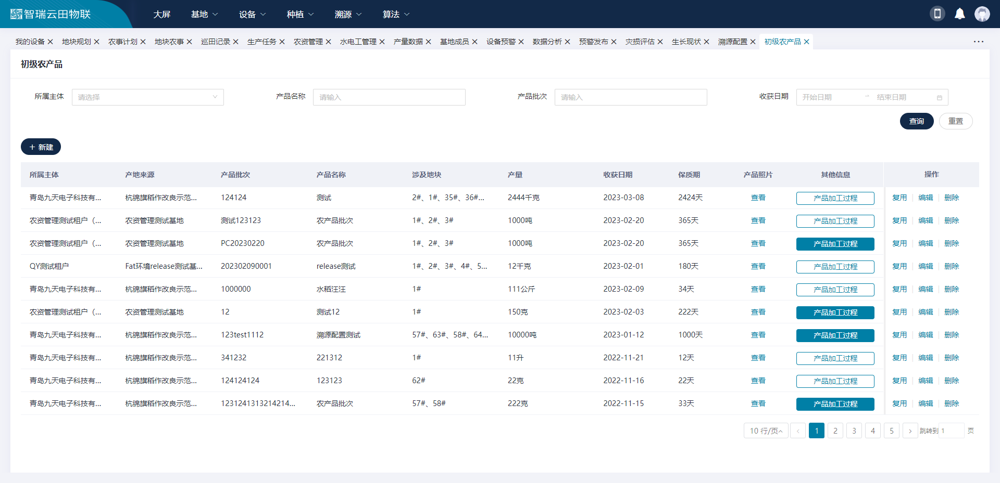 智瑞云田物联 大屏 基地 设备 种植 溯源 算法
我的设备 地块规划 农事计划 地块农事 巡田记录 生产任务 农资管理 水电工管理 产量数据 基地成员 设备预警 数据分析 预警发布 灾损评估 生长现状 溯源配置 初级农产品
初级农产品
所属主体 请选择 产品名称 请输入 产品批次 请输入 收获日期 开始日期 结束日期
查询 重置
新建
所属主体 产地来源 产品批次 产品名称 涉及地块 产量 收获日期 保质期 产品照片 其他信息 操作
青岛九天电子科技有... 杭锦旗稻作改良示范... 124124 测试 2#、1#、35#、36#... 2444千克 2023-03-08 2424天 查看 产品加工过程 复用 编辑 删除
农资管理测试租户（... 农资管理测试基地 测试123123 农产品批次 1#、2#、3# 1000吨 2023-02-20 365天 查看 产品加工过程 复用 编辑 删除
农资管理测试租户（... 农资管理测试基地 PC20230220 农产品批次 1#、2#、3# 1000吨 2023-02-20 365天 查看 产品加工过程 复用 编辑 删除
QY测试租户 Fat环境release测试基... 202302090001 release测试 1#、2#、3#、4#、5... 12千克 2023-02-01 180天 查看 产品加工过程 复用 编辑 删除
青岛九天电子科技有... 杭锦旗稻作改良示范... 1000000 水稻汪汪 1# 111公斤 2023-02-09 34天 查看 产品加工过程 复用 编辑 删除
农资管理测试租户（... 农资管理测试基地 12 测试12 1# 150克 2023-02-03 222天 查看 产品加工过程 复用 编辑 删除
青岛九天电子科技有... 杭锦旗稻作改良示范... 123test1112 溯源配置测试 57#、63#、58#、64... 10000吨 2023-01-12 1000天 查看 产品加工过程 复用 编辑 删除
青岛九天电子科技有... 杭锦旗稻作改良示范... 341232 221312 1# 11升 2022-11-21 12天 查看 产品加工过程 复用 编辑 删除
青岛九天电子科技有... 杭锦旗稻作改良示范... 124124124 123123 62# 22克 2022-11-16 22天 查看 产品加工过程 复用 编辑 删除
青岛九天电子科技有... 杭锦旗稻作改良示范... 1231241313214214... 农产品批次 57#、58# 222克 2022-11-15 33天 查看 产品加工过程 复用 编辑 删除
10 行/页 1 2 3 4 5 跳转到 1 页